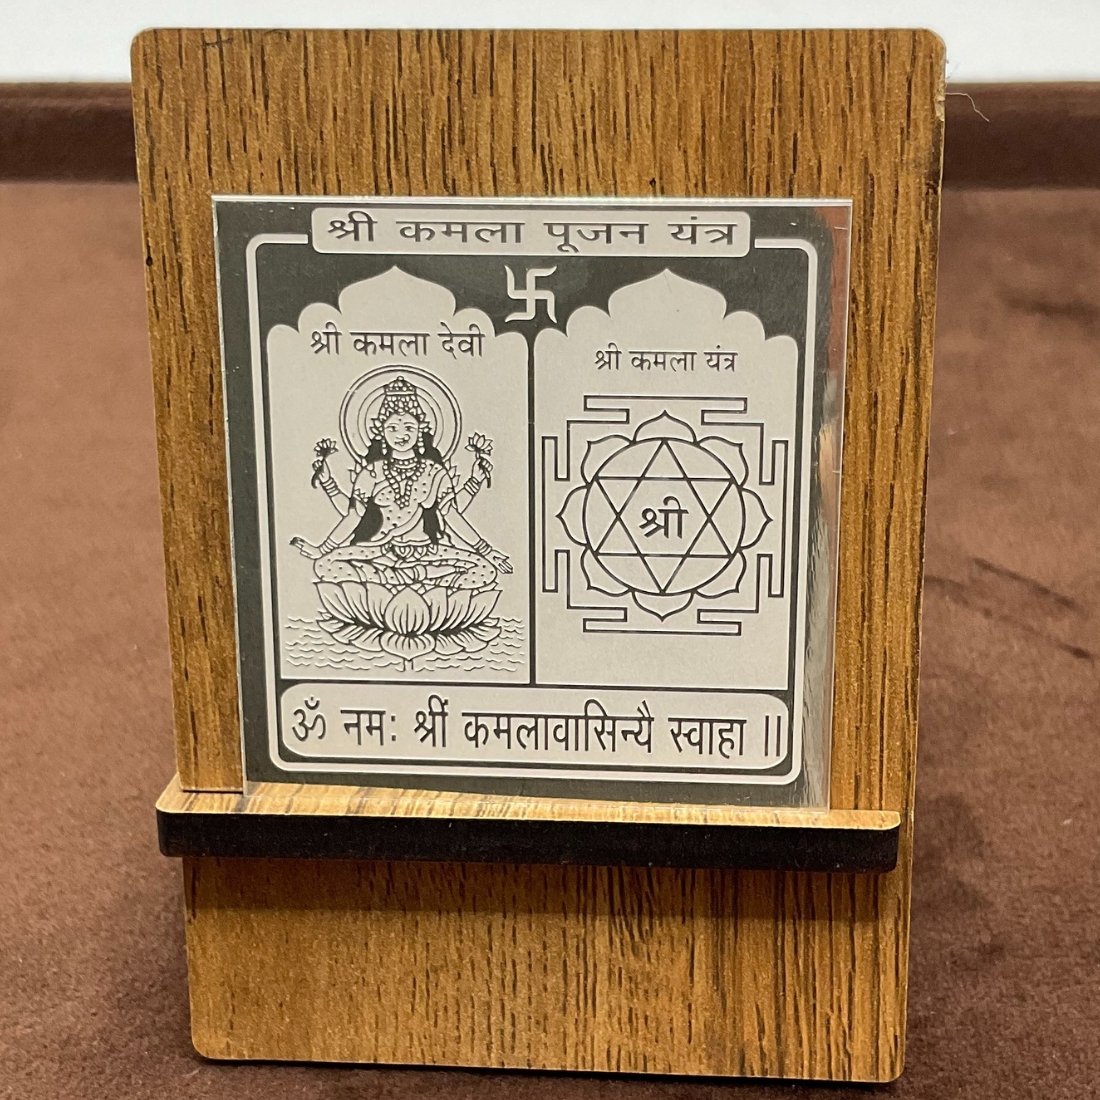 श्री कमला पूजन यंत्र
श्री कमला देवी
श्री कमला यंत्र
श्री
ॐ नमः श्रीं कमलावासिन्यै स्वाहा ॥